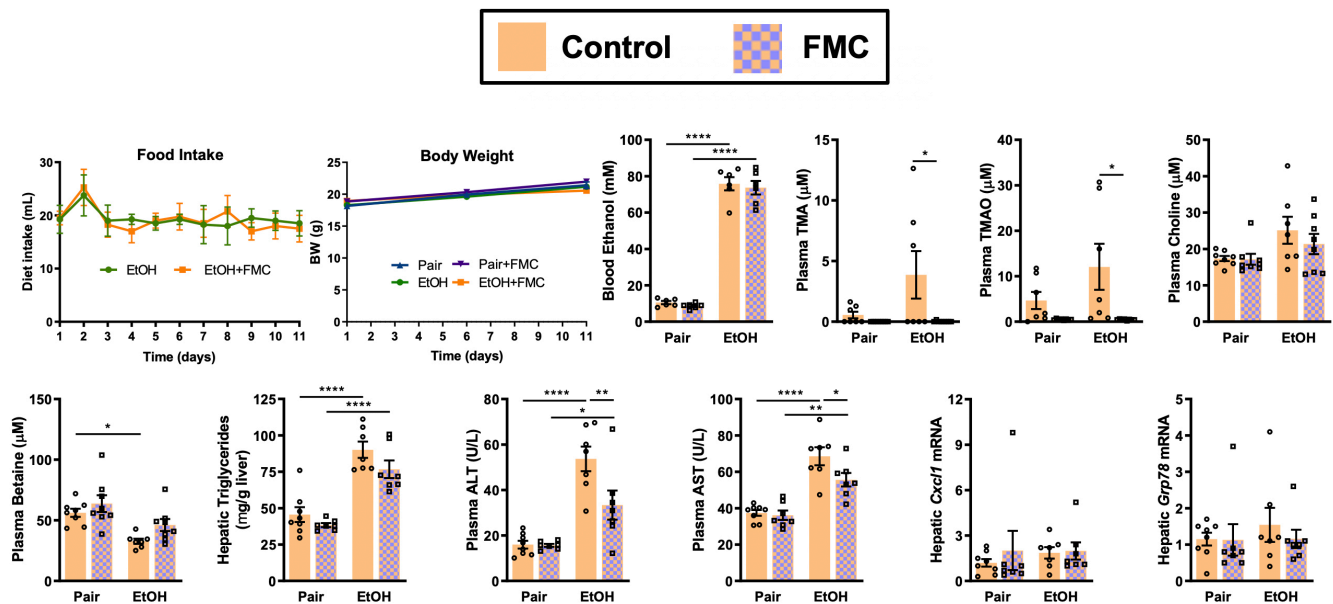 Control FMC
Food Intake
Diet intake (mL)
30
20
10
0
1 2 3 4 5 6 7 8 9 10 11
Time (days)
EtOH EtOH+FMC
Body Weight
BW (g)
25
20
15
10
5
0
1 2 3 4 5 6 7 8 9 10 11
Time (days)
Pair Pair+FMC
EtOH EtOH+FMC
Blood Ethanol (mM)
100
80
60
40
20
0
****
****
Pair EtOH
Plasma TMA (µM)
15
10
5
0
*
Pair EtOH
Plasma TMAO (µM)
40
30
20
10
0
*
Pair EtOH
Plasma Choline (µM)
50
40
30
20
10
0
Pair EtOH
Plasma Betaine (µM)
150
100
50
0
*
Pair EtOH
Hepatic Triglycerides
(mg/g liver)
125
100
75
50
25
0
****
****
Pair EtOH
Plasma ALT (U/L)
80
60
40
20
0
**** **
*
Pair EtOH
Plasma AST (U/L)
100
80
60
40
20
0
**** *
**
Pair EtOH
Hepatic Cxcl1 mRNA
12
9
6
3
0
Pair EtOH
Hepatic Grp78 mRNA
5
4
3
2
1
0
Pair EtOH